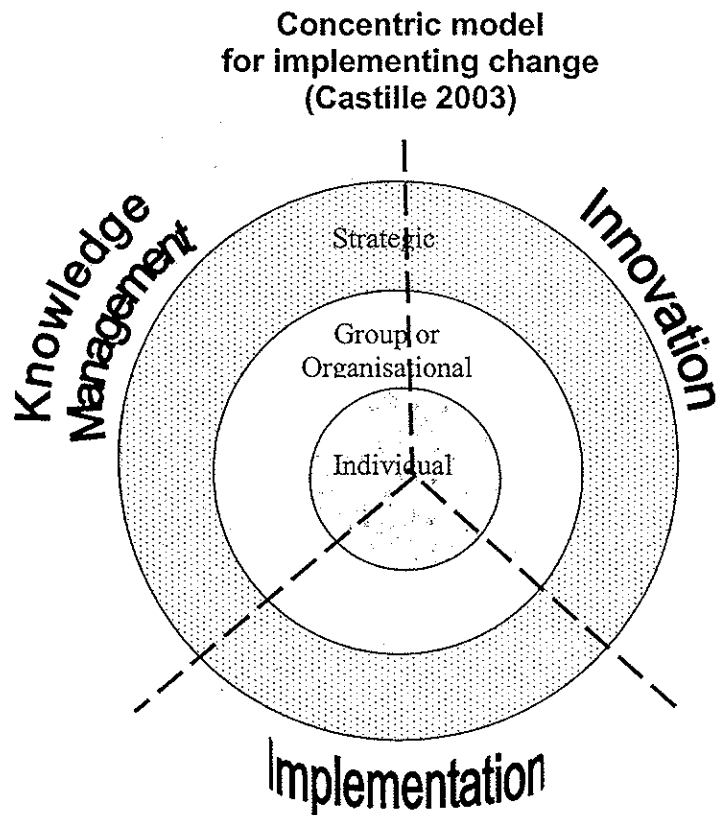 Concentric model
for implementing change
(Castille 2003)
Knowledge
Management
Innovation
Strategic
Group or
Organisational
Individual
Implementation